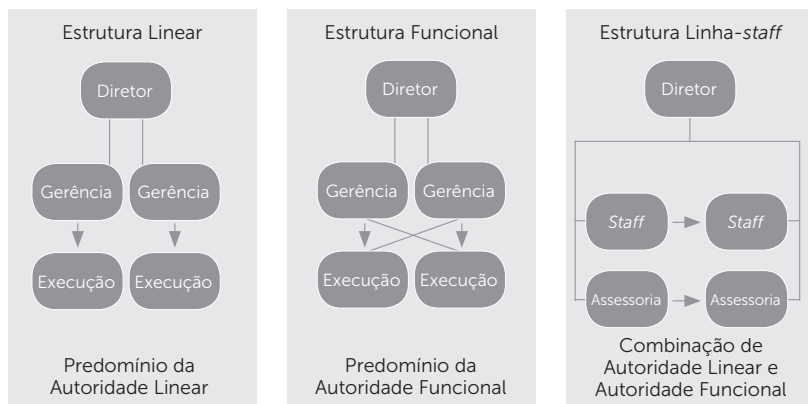 Estrutura Linear
Diretor
Gerência
Gerência
Execução
Execução
Predomínio da
Autoridade Linear
Estrutura Funcional
Diretor
Gerência
Gerência
Execução
Execução
Predomínio da
Autoridade Funcional
Estrutura Linha-staff
Diretor
Staff
Staff
Assessoria
Assessoria
Combinação de
Autoridade Linear e
Autoridade Funcional